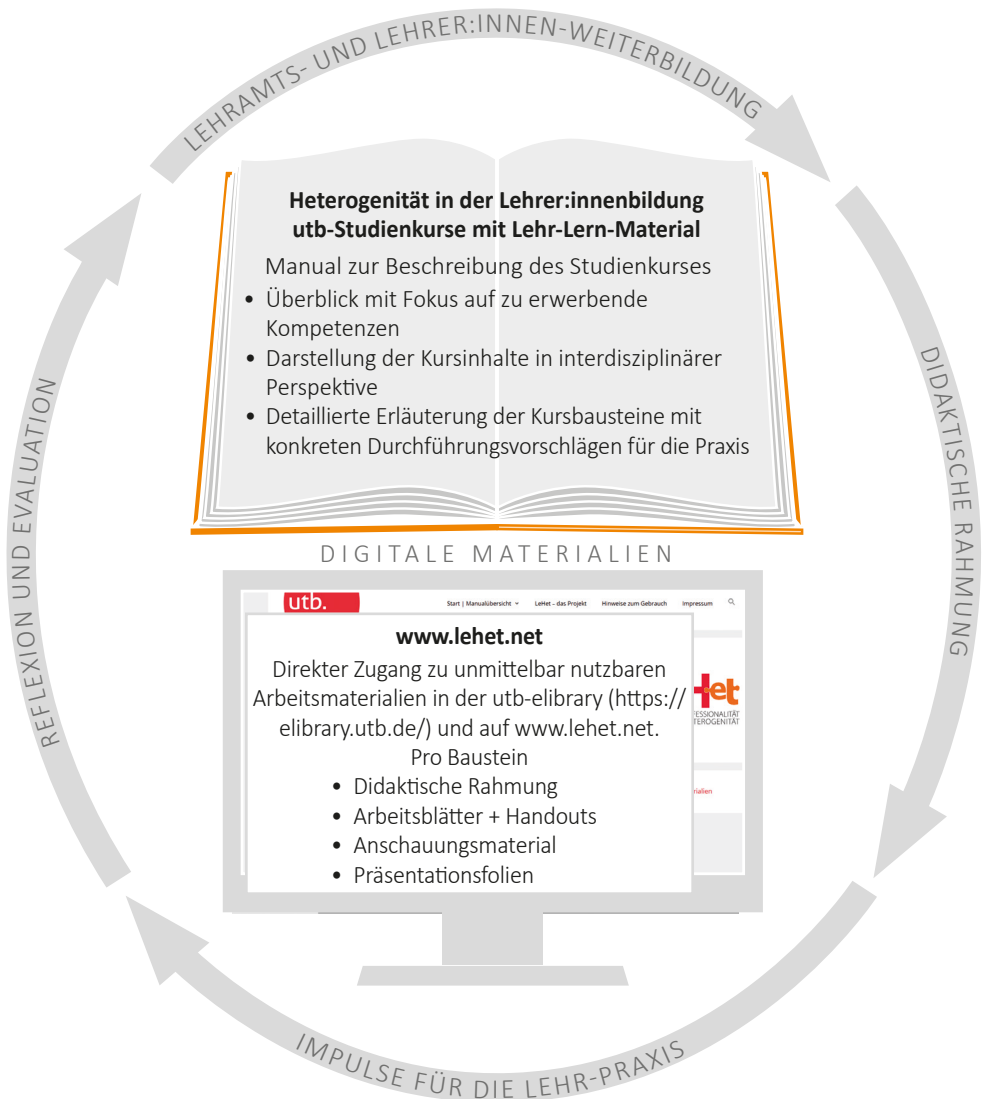 LEHRAMTS- UND LEHRER:INNEN-WEITERBILDUNG
Heterogenität in der Lehrer:innenbildung
utb-Studienkurse mit Lehr-Lern-Material
Manual zur Beschreibung des Studienkurses
• Überblick mit Fokus auf zu erwerbende
Kompetenzen
• Darstellung der Kursinhalte in interdisziplinärer
Perspektive
• Detaillierte Erläuterung der Kursbausteine mit
konkreten Durchführungsvorschlägen für die Praxis
DIDAKTISCHE RAHMUNG
REFLEXION UND EVALUATION
DIGITALE MATERIALIEN
utb.
Start | Manualübersicht LeHet – das Projekt Hinweise zum Gebrauch Impressum
www.lehet.net
Direkter Zugang zu unmittelbar nutzbaren
Arbeitsmaterialien in der utb-elibrary (https://
elibrary.utb.de/) und auf www.lehet.net.
Pro Baustein
• Didaktische Rahmung
• Arbeitsblätter + Handouts
• Anschauungsmaterial
• Präsentationsfolien
et
FESSIONALITÄT
TEROGENITÄT
rialien
IMPULSE FÜR DIE LEHR-PRAXIS